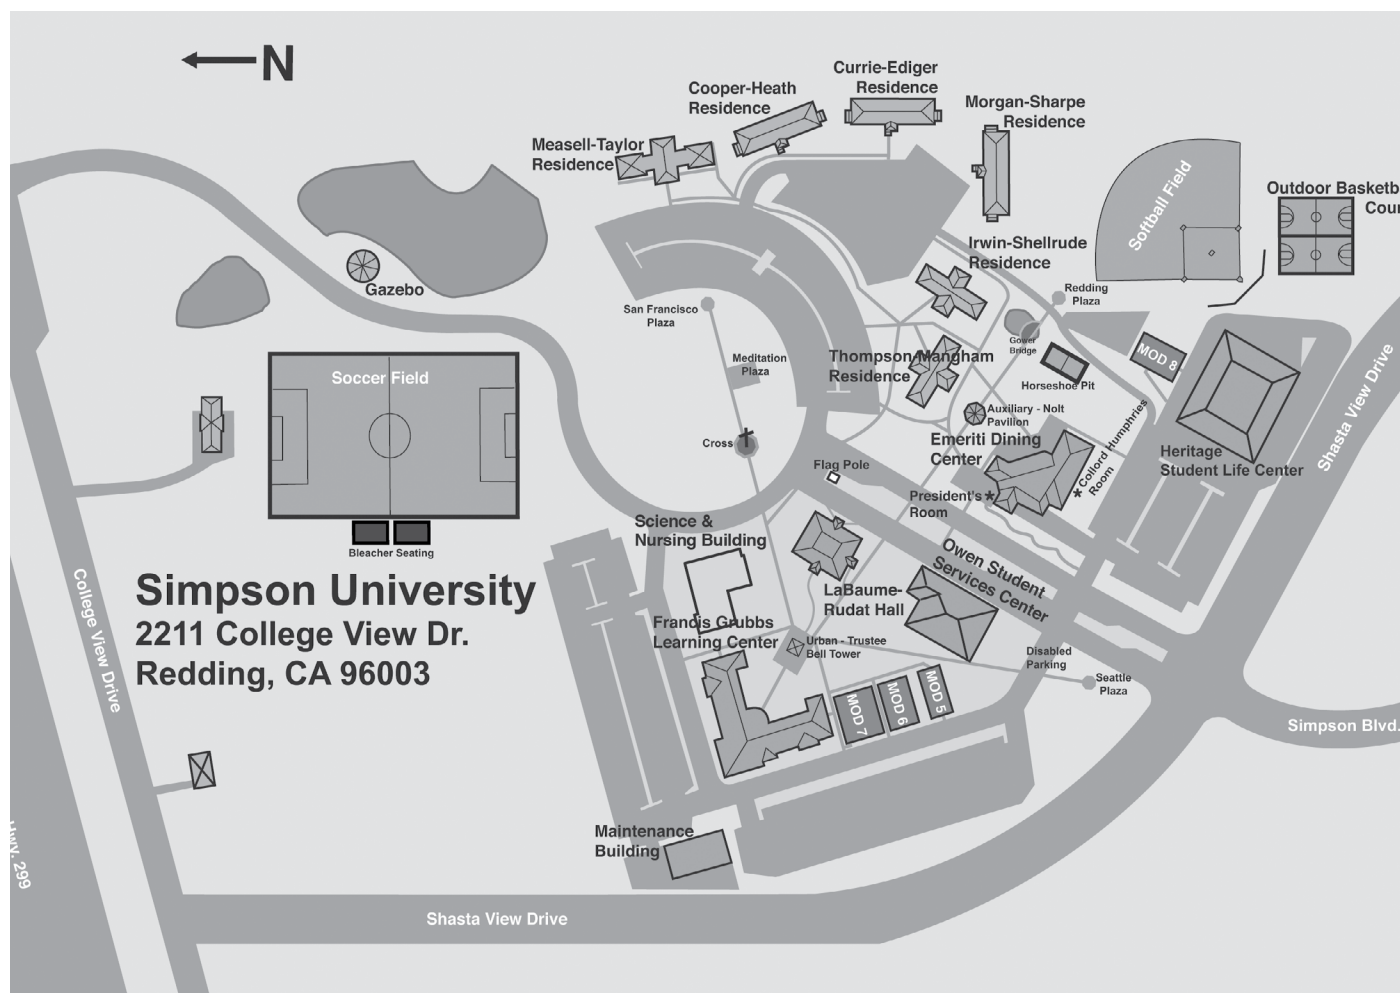 N
Currie-Ediger
Residence
Cooper-Heath
Residence
Morgan-Sharpe
Residence
Measell-Taylor
Residence
Softball Field
Outdoor Basketb
Cour
Irwin-Shellrude
Residence
Gazebo
Redding
Plaza
San Francisco
Plaza
Gower
Bridge
MOD 8
Meditation
Plaza
Thompson-Mangham
Residence
Soccer Field
Horseshoe Pit
Shasta View Drive
Auxiliary - Nolt
Pavilion
Cross
Emeriti Dining
Center
Collord Humphries
Room
Heritage
Student Life Center
Flag Pole
President's
Room
Science &
Nursing Building
Bleacher Seating
Owen Student
Services Center
Simpson University
2211 College View Dr.
Redding, CA 96003
LaBaume-
Rudat Hall
College View Drive
Francis Grubbs
Learning Center
Urban - Trustee
Bell Tower
Disabled
Parking
Seattle
Plaza
MOD 7
MOD 6
MOD 5
Simpson Blvd.
Maintenance
Building
Hwy. 299
Shasta View Drive